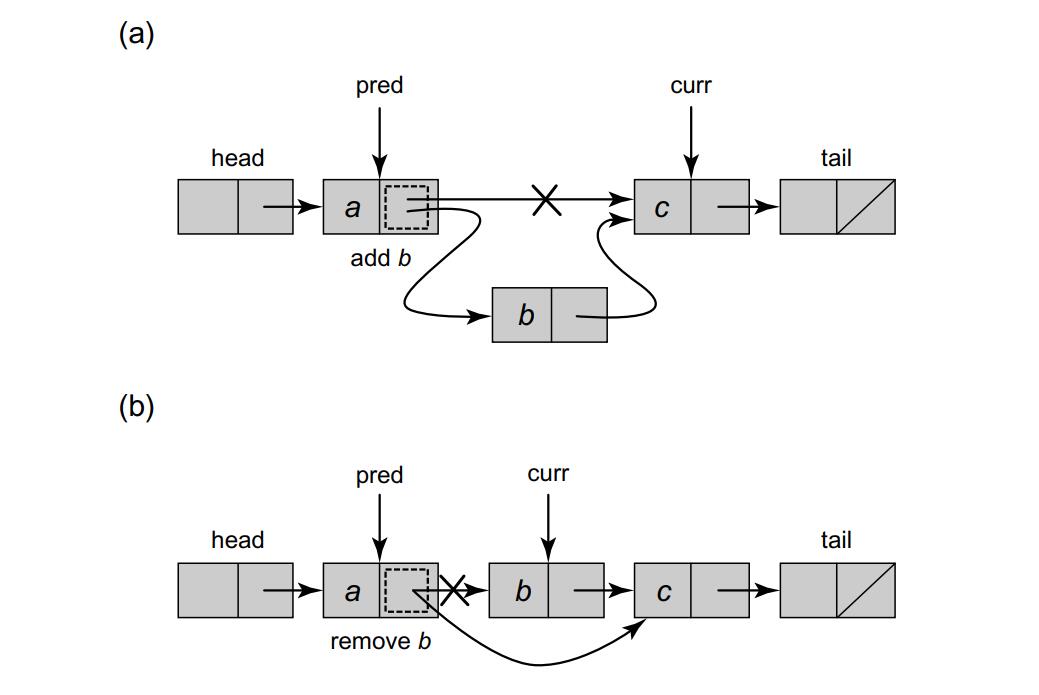 (a)
pred
curr
head
tail
a
c
add b
b
(b)
pred
curr
head
tail
a
b
c
remove b